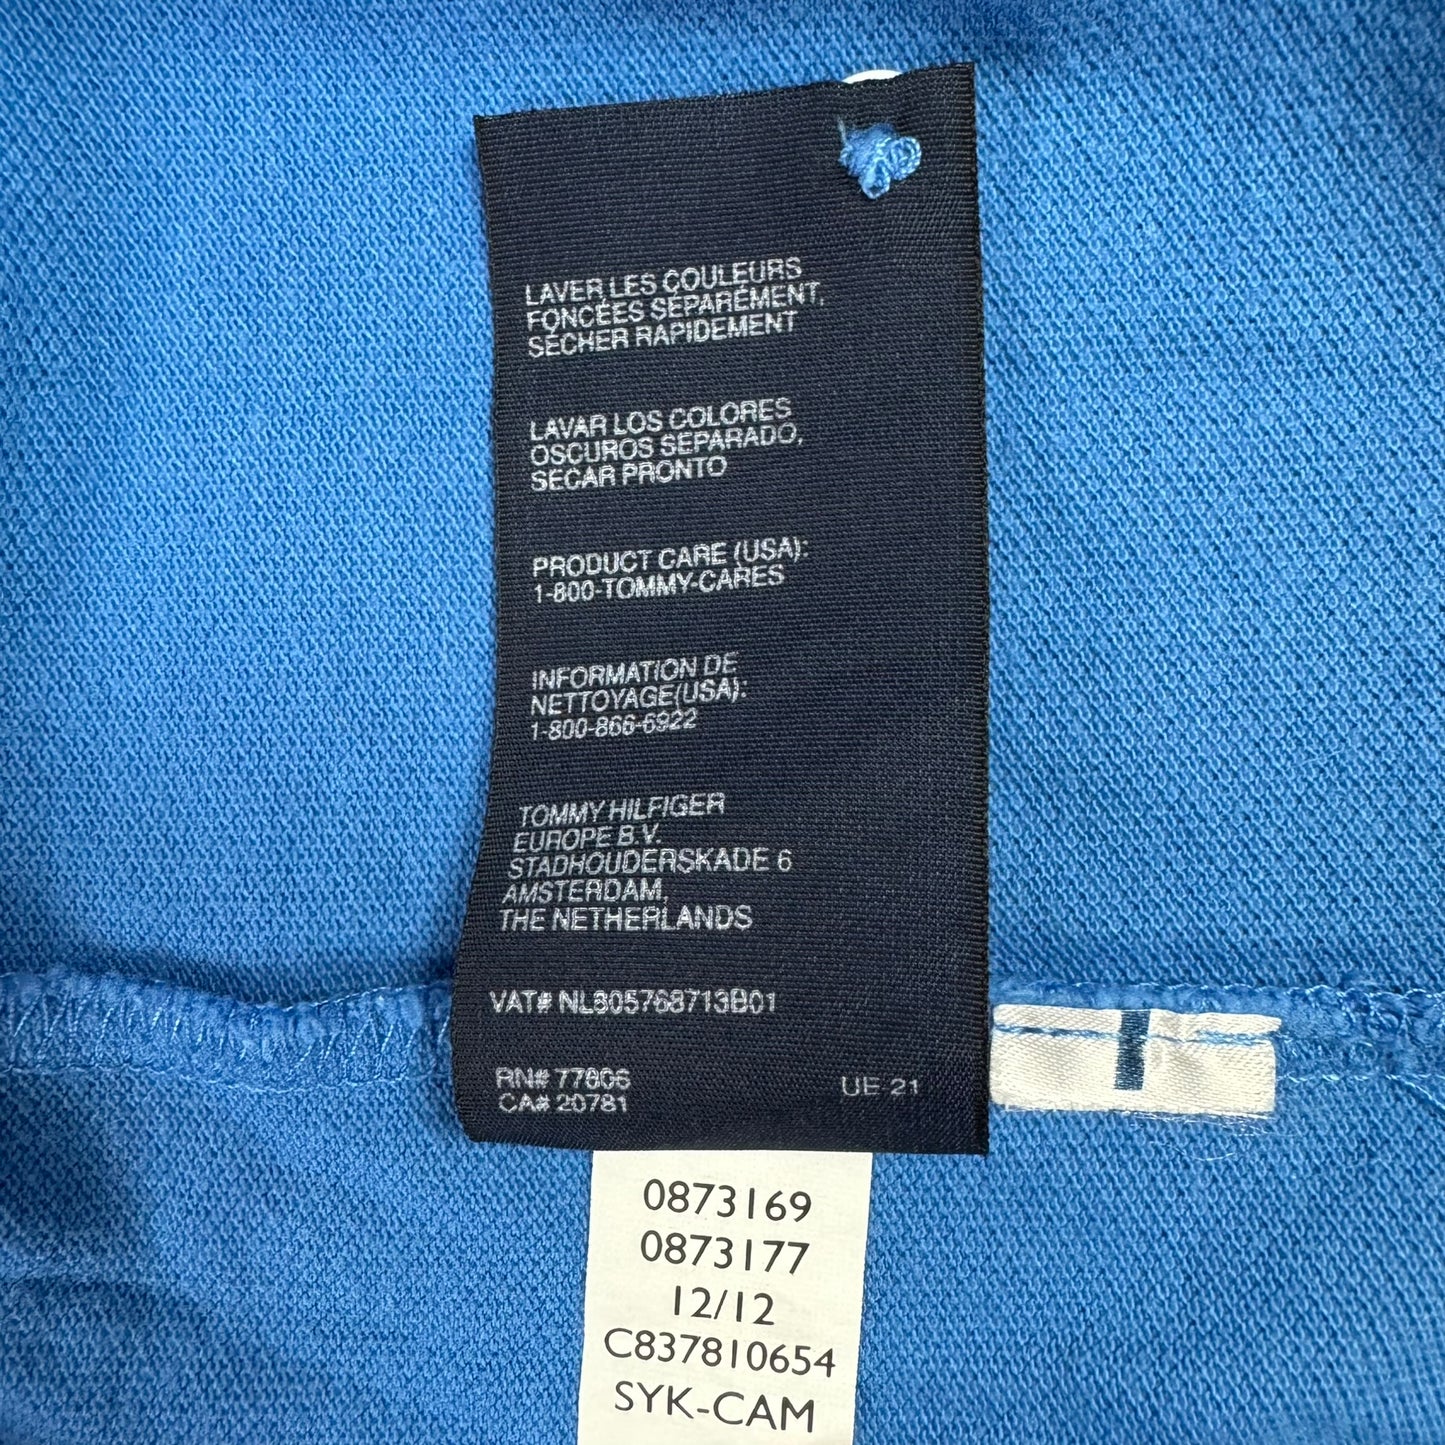 LAVER LES COULEURS
FONCÉES SÉPARÉMENT,
SÉCHER RAPIDEMENT
LAVAR LOS COLORES
OSCUROS SEPARADO,
SECAR PRONTO
PRODUCT CARE (USA):
1-800-TOMMY-CARES
INFORMATION DE
NETTOYAGE(USA):
1-800-866-6922
TOMMY HILFIGER
EUROPE B.V.
STADHOUDERSKADE 6
AMSTERDAM,
THE NETHERLANDS
VAT# NL805768713B01
RN# 77806
CA# 20781
UE-21
0873169
0873177
12/12
C837810654
SYK-CAM